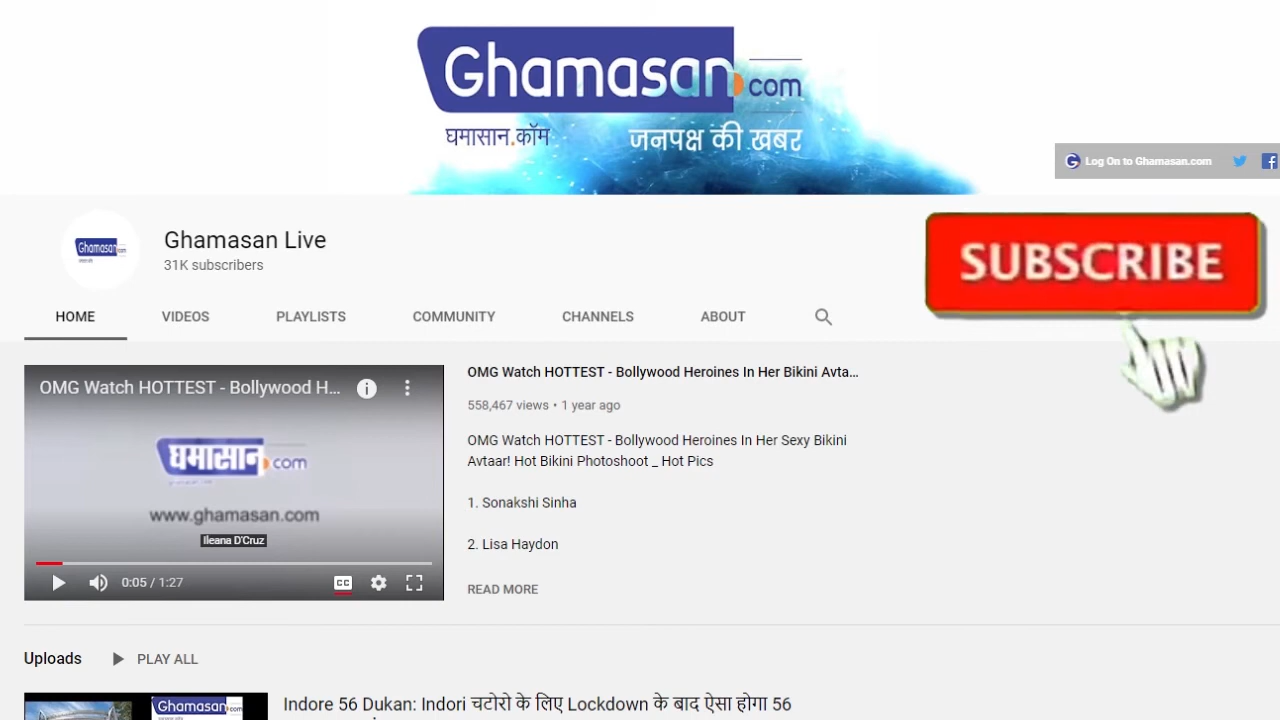 Ghamasan.com
घमासान.कॉम
जनपक्ष की खबर
Log On to Ghamasan.com
Ghamasan
Ghamasan Live
31K subscribers
SUBSCRIBE
HOME
VIDEOS
PLAYLISTS
COMMUNITY
CHANNELS
ABOUT
OMG Watch HOTTEST - Bollywood H...
घमासान.com
www.ghamasan.com
Ileana D'Cruz
0:05 / 1:27
CC
OMG Watch HOTTEST - Bollywood Heroines In Her Bikini Avta...
558,467 views • 1 year ago
OMG Watch HOTTEST - Bollywood Heroines In Her Sexy Bikini
Avtaar! Hot Bikini Photoshoot _ Hot Pics
1. Sonakshi Sinha
2. Lisa Haydon
READ MORE
Uploads
PLAY ALL
Ghamasan.com
Indore 56 Dukan: Indori चटोरो के लिए Lockdown के बाद ऐसा होगा 56